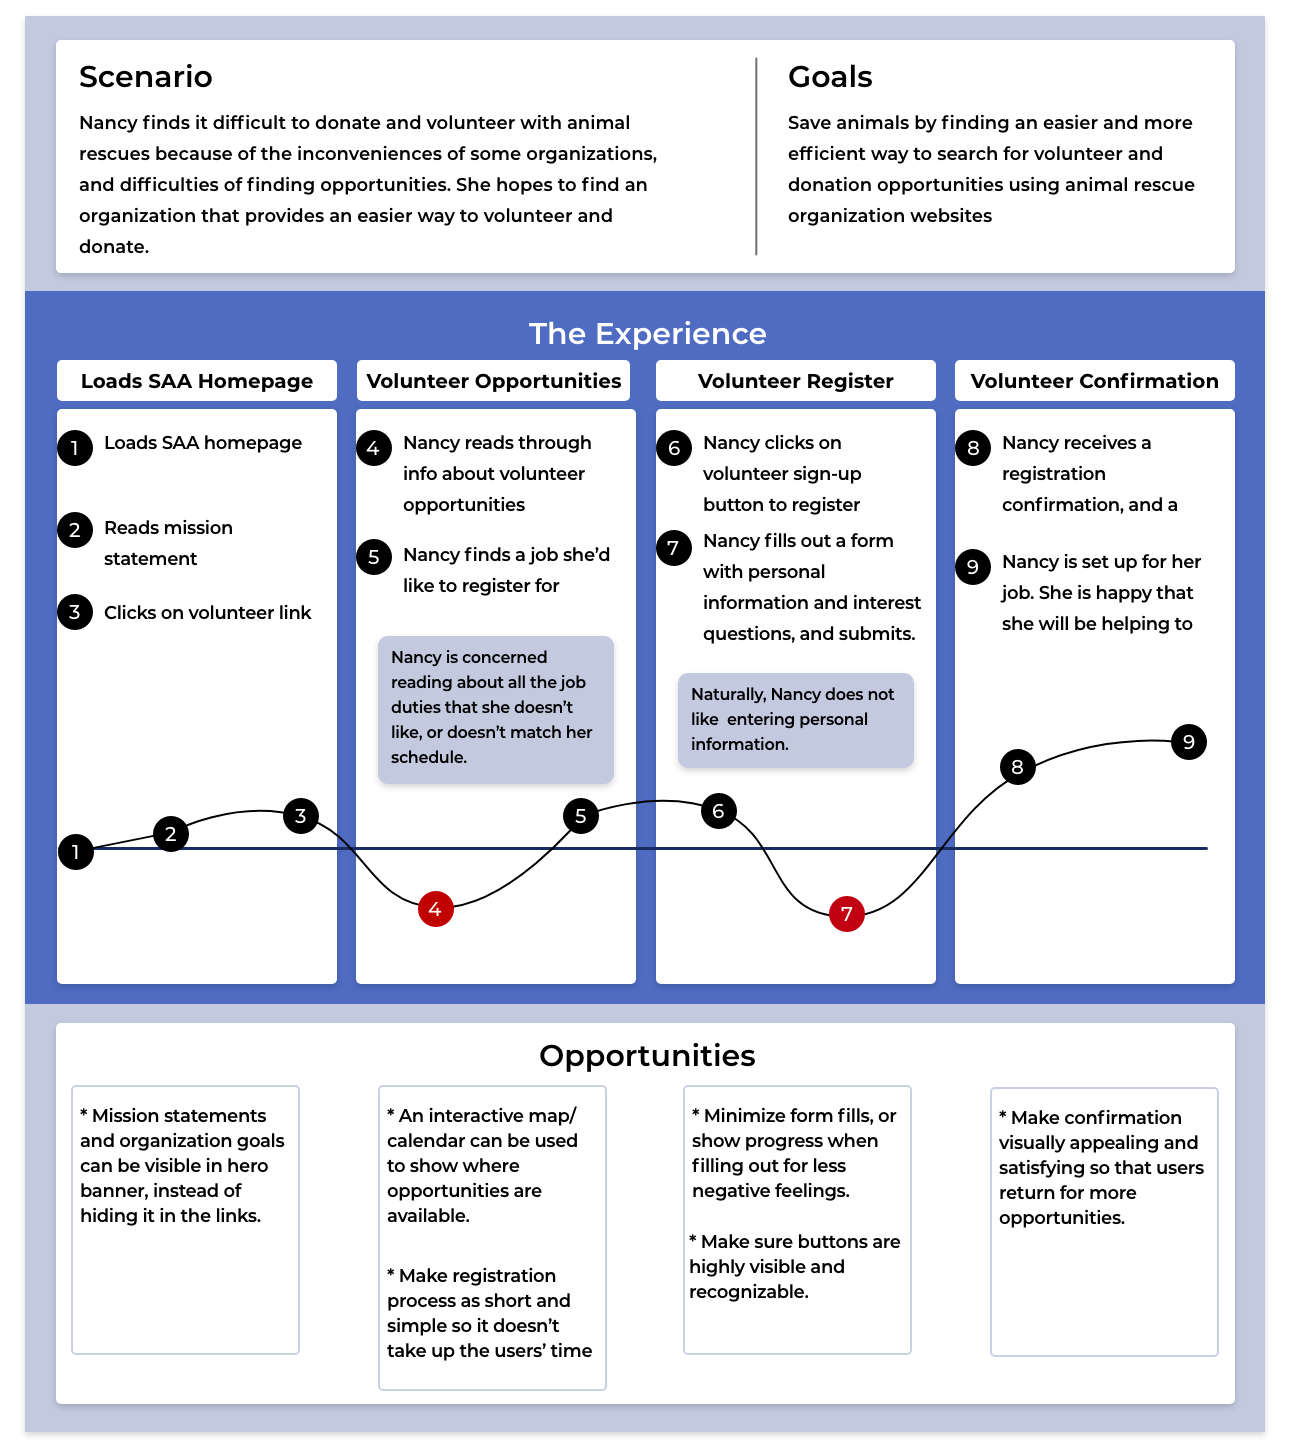 Scenario
Nancy finds it difficult to donate and volunteer with animal
rescues because of the inconveniences of some organizations,
and difficulties of finding opportunities. She hopes to find an
organization that provides an easier way to volunteer and
donate.
Goals
Save animals by finding an easier and more
efficient way to search for volunteer and
donation opportunities using animal rescue
organization websites
The Experience
Loads SAA Homepage
1 Loads SAA homepage
2 Reads mission
statement
3 Clicks on volunteer link
Volunteer Opportunities
4 Nancy reads through
info about volunteer
opportunities
5 Nancy finds a job she’d
like to register for
Nancy is concerned
reading about all the job
duties that she doesn’t
like, or doesn’t match her
schedule.
Volunteer Register
6 Nancy clicks on
volunteer sign-up
button to register
7 Nancy fills out a form
with personal
information and interest
questions, and submits.
Naturally, Nancy does not
like  entering personal
information.
Volunteer Confirmation
8 Nancy receives a
registration
confirmation, and a
9 Nancy is set up for her
job. She is happy that
she will be helping to
1
2
3
4
5
6
7
8
9
Opportunities
* Mission statements
and organization goals
can be visible in hero
banner, instead of
hiding it in the links.
* An interactive map/
calendar can be used
to show where
opportunities are
available.
* Make registration
process as short and
simple so it doesn’t
take up the users’ time
* Minimize form fills, or
show progress when
filling out for less
negative feelings.
* Make sure buttons are
highly visible and
recognizable.
* Make confirmation
visually appealing and
satisfying so that users
return for more
opportunities.